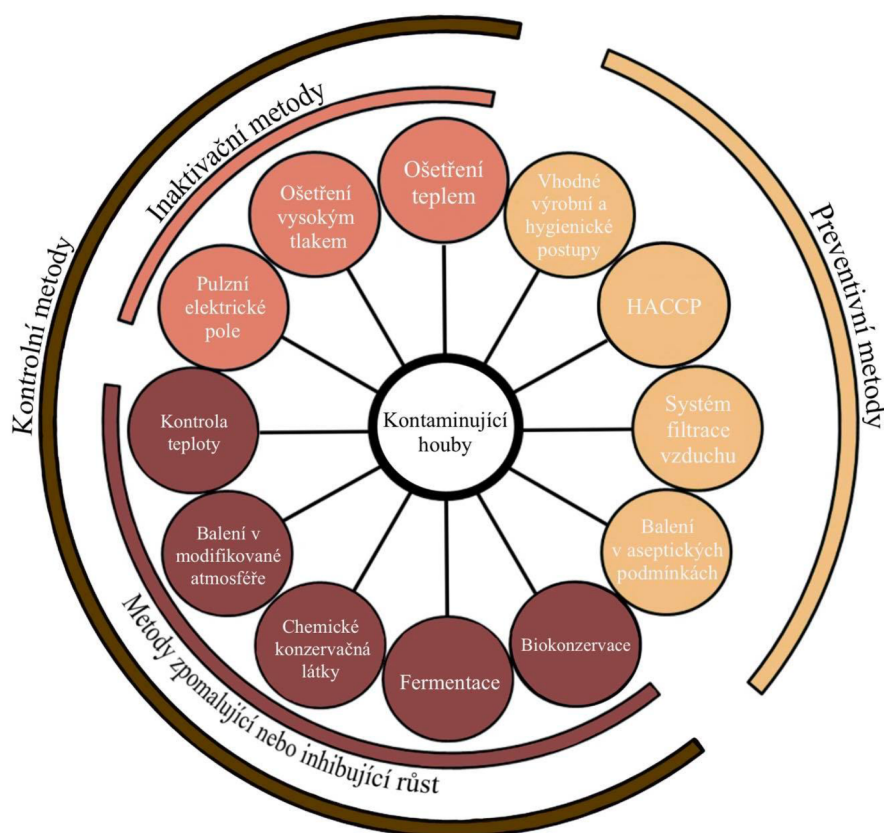 Kontrolní metody
Inaktivační metody
Preventivní metody
Metody zpomalující nebo inhibující růst
Ošetření
teplem
Vhodné
výrobní a
hygienické
postupy
HACCP
Systém
filtrace
vzduchu
Balení
v aseptických
podmínkách
Biokonzervace
Fermentace
Chemické
konzervačná
látky
Balení v
modifikované
atmosféře
Kontrola
teploty
Pulzní
elektrické
pole
Ošetření
vysokým
tlakem
Kontaminující
houby